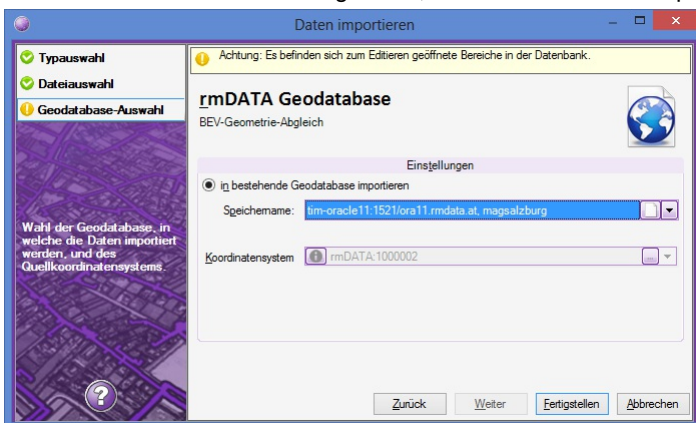 Daten importieren
Typauswahl
Dateiauswahl
Geodatabase-Auswahl
Wahl der Geodatabase, in
welche die Daten importiert
werden, und des
Quellkoordinatensystems.
Achtung: Es befinden sich zum Editieren geöffnete Bereiche in der Datenbank.
rmDATA Geodatabase
BEV-Geometrie-Abgleich
Einstellungen
in bestehende Geodatabase importieren
Speichername: tim-oracle11:1521/ora11.rmdata.at, magsalzburg
Koordinatensystem rmDATA:1000002
Zurück Weiter Fertigstellen Abbrechen